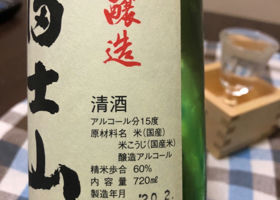 醸造
富士山
清酒
アルコール分15度
原材料名 米(国産)
米こうじ(国産米)
醸造アルコール
精米歩合 60%
内容量 720ml
製造年月 '20.2.